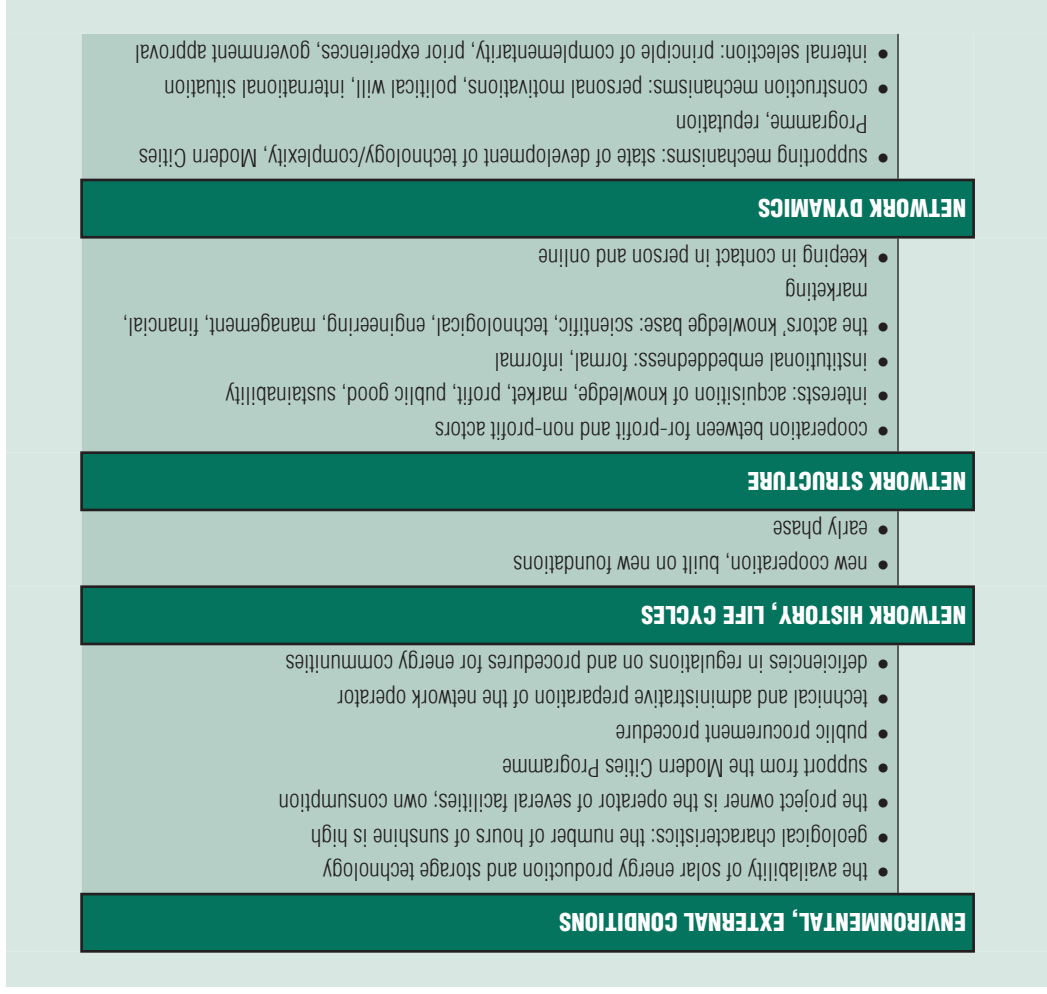 ENVIRONMENTAL, EXTERNAL CONDITIONS
• the availability of solar energy production and storage technology
• geological characteristics: the number of hours of sunshine is high
• the project owner is the operator of several facilities; own consumption
• support from the Modern Cities Programme
• public procurement procedure
• technical and administrative preparation of the network operator
• deficiencies in regulations on and procedures for energy communities
NETWORK HISTORY, LIFE CYCLES
• new cooperation, built on new foundations
• early phase
NETWORK STRUCTURE
• cooperation between for-profit and non-profit actors
• interests: acquisition of knowledge, market, profit, public good, sustainability
• institutional embeddedness: formal, informal
• the actors' knowledge base: scientific, technological, engineering, management, financial,
marketing
• keeping in contact in person and online
NETWORK DYNAMICS
• supporting mechanisms: state of development of technology/complexity, Modern Cities
Programme, reputation
• construction mechanisms: personal motivations, political will, international situation
• internal selection: principle of complementarity, prior experiences, government approval